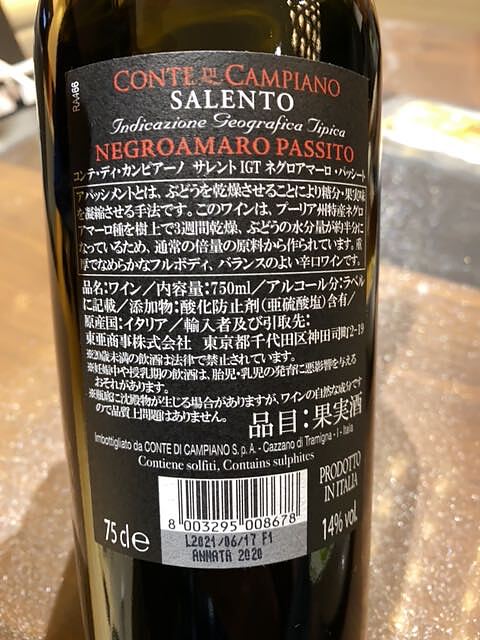 RA466
CONTE DI CAMPIANO
SALENTO
Indicazione Geografica Tipica
NEGROAMARO PASSITO
コンテ・ディ・カンピアーノ サレント IGT ネグロアマーロ・パッシート
アパッシメントとは、ぶどうを乾燥させることにより糖分・果実味
を凝縮させる手法です。このワインは、プーリア州特産ネグロ
アマーロ種を樹上で3週間乾燥、ぶどうの水分量が約半分に
なっているため、通常の倍量の原料から作られています。重
厚でなめらかなフルボディ、バランスのよい辛口ワインです。
品名:ワイン/内容量:750ml/アルコール分:ラベル
に記載/添加物:酸化防止剤(亜硫酸塩)含有/
原産国:イタリア/輸入者及び引取先:
東亜商事株式会社 東京都千代田区神田司町2-19
※20歳未満の飲酒は法律で禁止されています。
※妊娠中や授乳期の飲酒は、胎児・乳児の発育に悪影響を与える
おそれがあります。
※瓶底に沈殿物が生じる場合がありますが、ワインの自然な成分です
ので品質上問題はありません。
品目:果実酒
Imbottigliato da CONTE DI CAMPIANO S.p.A. - Cazzano di Tramigna - I - Italia
Contiene solfiti, Contains sulphites
PRODOTTO
IN ITALIA
75 cl e
8 003295 008678
14% vol.
L2021/06/17 F1
ANNATA 2020